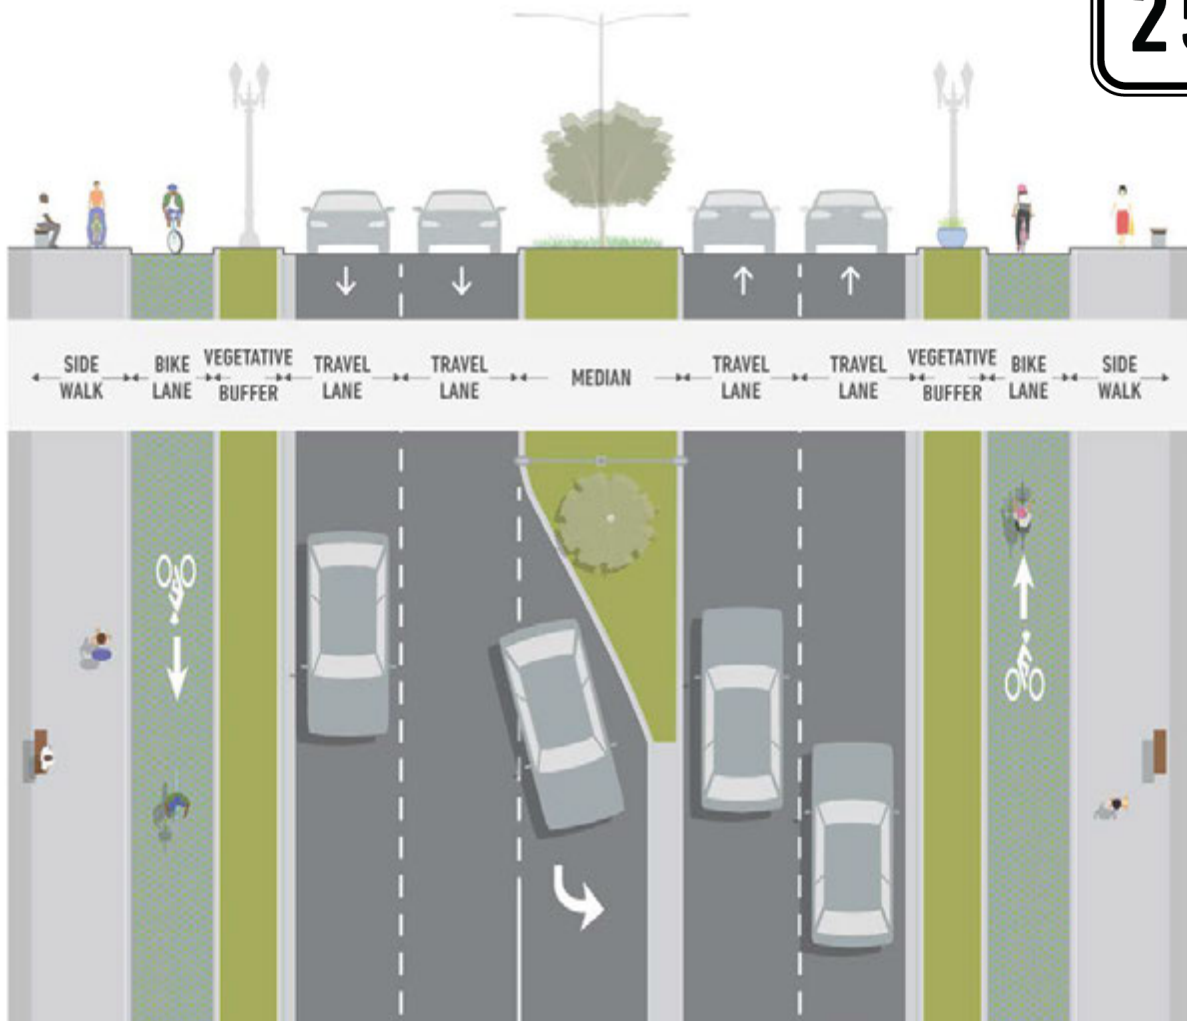 25
SIDE
WALK
BIKE
LANE
VEGETATIVE
BUFFER
TRAVEL
LANE
TRAVEL
LANE
MEDIAN
TRAVEL
LANE
TRAVEL
LANE
VEGETATIVE
BUFFER
BIKE
LANE
SIDE
WALK